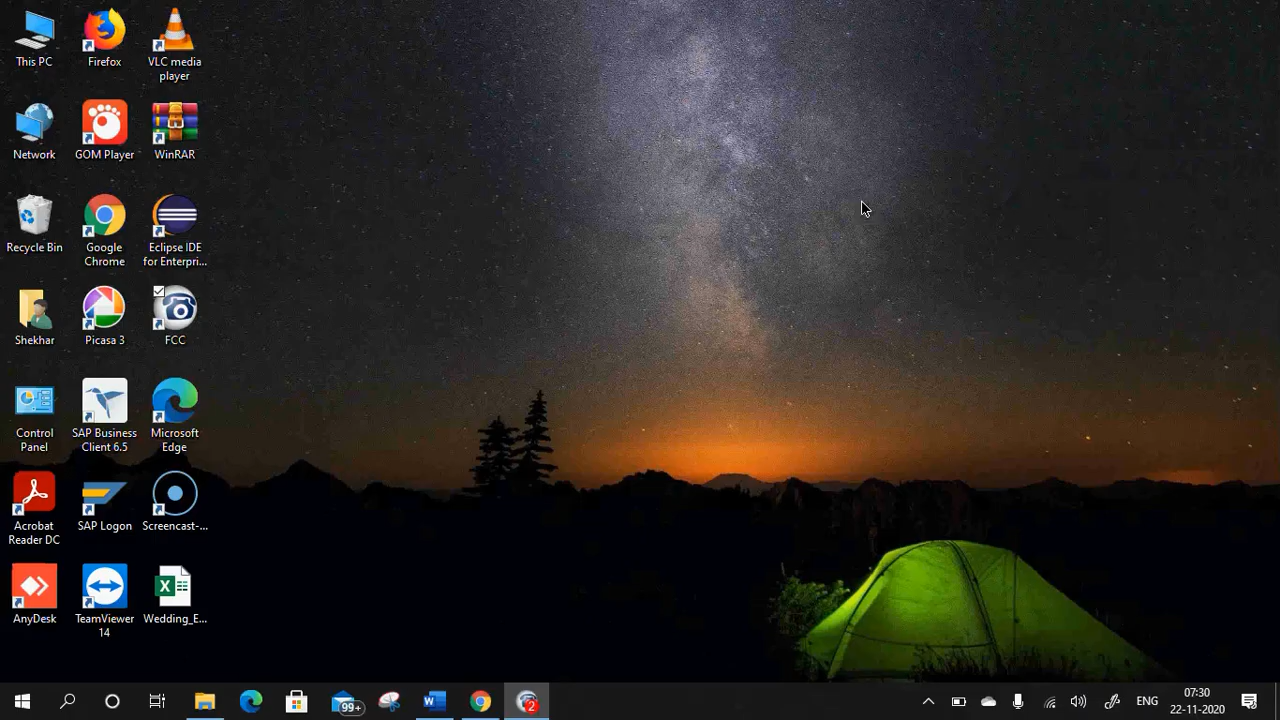 This PC
Firefox
VLC media
player
Network
GOM Player
WinRAR
Recycle Bin
Google
Chrome
Eclipse IDE
for Enterpri...
Shekhar
Picasa 3
FCC
Control
Panel
SAP Business
Client 6.5
Microsoft
Edge
Acrobat
Reader DC
SAP Logon
Screencast-...
AnyDesk
TeamViewer
14
Wedding_E...
99+
2
ENG
07:30
22-11-2020